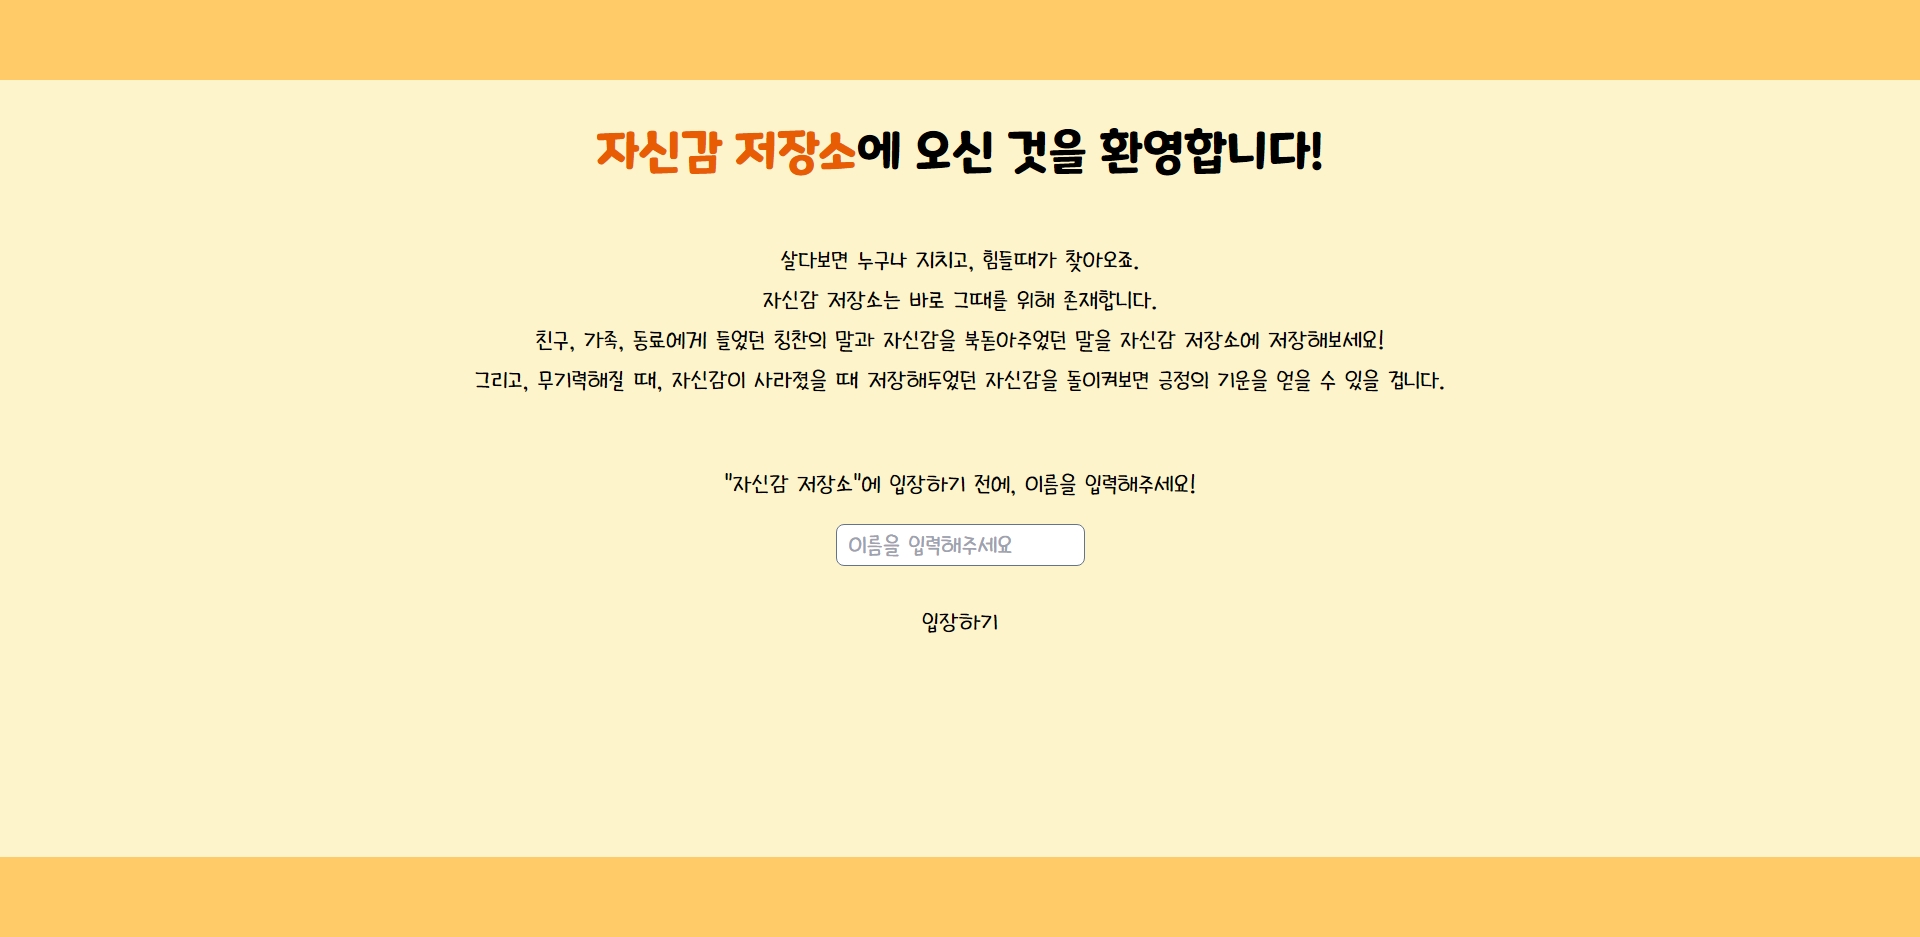 자신감 저장소에 오신 것을 환영합니다!
살다보면 누구나 지치고, 힘들때가 찾아오죠.
자신감 저장소는 바로 그때를 위해 존재합니다.
친구, 가족, 동료에게 들었던 칭찬의 말과 자신감을 북돋아주었던 말을 자신감 저장소에 저장해보세요!
그리고, 무기력해질 때, 자신감이 사라졌을 때 저장해두었던 자신감을 돌이켜보면 긍정의 기운을 얻을 수 있을 겁니다.
"자신감 저장소"에 입장하기 전에, 이름을 입력해주세요!
이름을 입력해주세요
입장하기